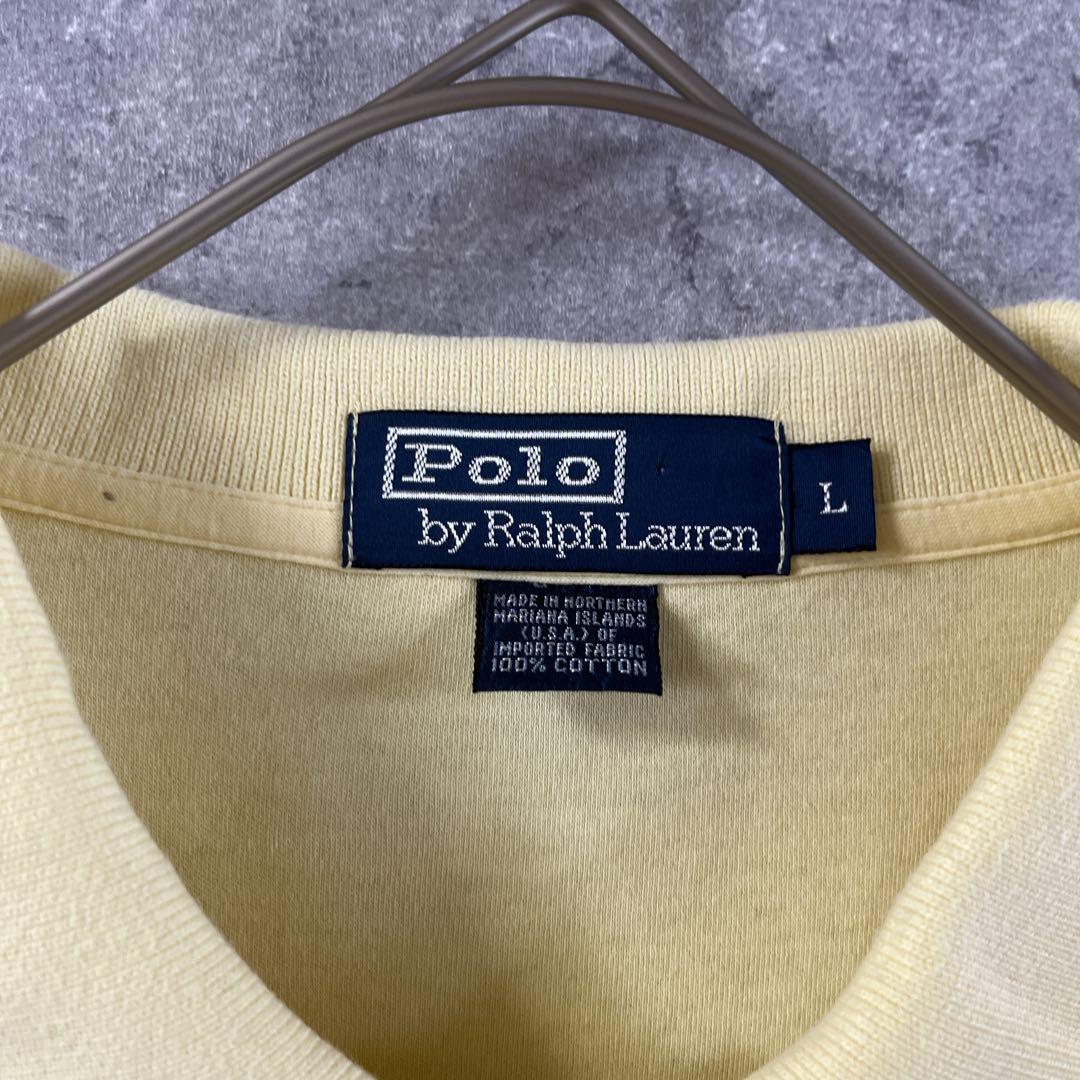 Polo
by Ralph Lauren
L
MADE IN NORTHERN
MARIANA ISLANDS
(U.S.A.) OF
IMPORTED FABRIC
100% COTTON